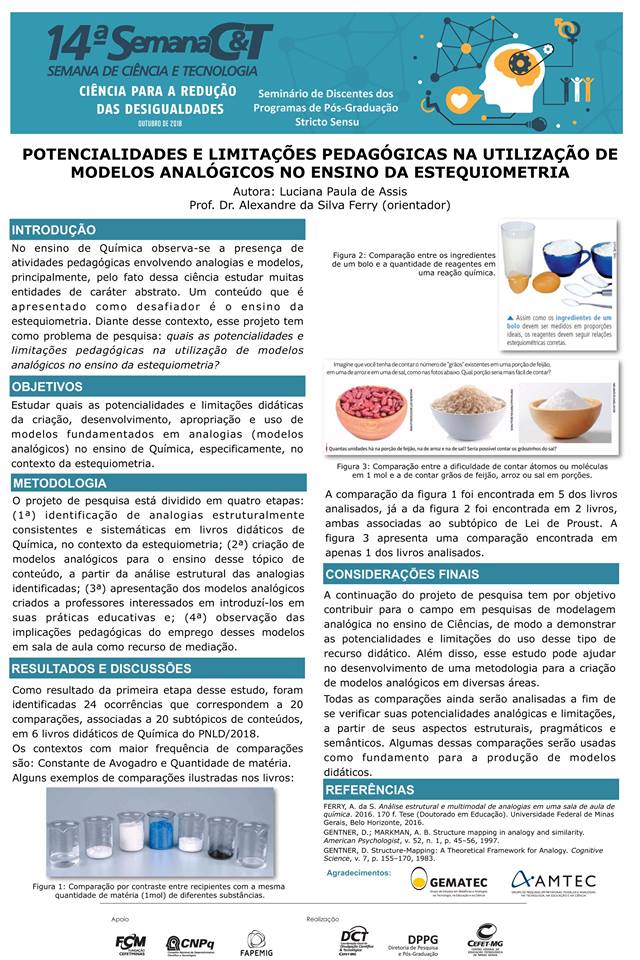 14ª Semana C&T
SEMANA DE CIÊNCIA E TECNOLOGIA
CIÊNCIA PARA A REDUÇÃO
DAS DESIGUALDADES
OUTUBRO DE 2018
Seminário de Discentes dos
Programas de Pós-Graduação
Stricto Sensu
POTENCIALIDADES E LIMITAÇÕES PEDAGÓGICAS NA UTILIZAÇÃO DE
MODELOS ANALÓGICOS NO ENSINO DA ESTEQUIOMETRIA
Autora: Luciana Paula de Assis
Prof. Dr. Alexandre da Silva Ferry (orientador)
INTRODUÇÃO
No ensino de Química observa-se a presença de
atividades pedagógicas envolvendo analogias e modelos,
principalmente, pelo fato dessa ciência estudar muitas
entidades de caráter abstrato. Um conteúdo que é
apresentado como desafiador é o ensino da
estequiometria. Diante desse contexto, esse projeto tem
como problema de pesquisa: quais as potencialidades e
limitações pedagógicas na utilização de modelos
analógicos no ensino da estequiometria?
OBJETIVOS
Estudar quais as potencialidades e limitações didáticas
da criação, desenvolvimento, apropriação e uso de
modelos fundamentados em analogias (modelos
analógicos) no ensino de Química, especificamente, no
contexto da estequiometria.
METODOLOGIA
O projeto de pesquisa está dividido em quatro etapas:
(1ª) identificação de analogias estruturalmente
consistentes e sistemáticas em livros didáticos de
Química, no contexto da estequiometria; (2ª) criação de
modelos analógicos para o ensino desse tópico de
conteúdo, a partir da análise estrutural das analogias
identificadas; (3ª) apresentação dos modelos analógicos
criados a professores interessados em introduzí-los em
suas práticas educativas e; (4ª) observação das
implicações pedagógicas do emprego desses modelos
em sala de aula como recurso de mediação.
RESULTADOS E DISCUSSÕES
Como resultado da primeira etapa desse estudo, foram
identificadas 24 ocorrências que correspondem a 20
comparações, associadas a 20 subtópicos de conteúdos,
em 6 livros didáticos de Química do PNLD/2018.
Os contextos com maior frequência de comparações
são: Constante de Avogadro e Quantidade de matéria.
Alguns exemplos de comparações ilustradas nos livros:
Figura 1: Comparação por contraste entre recipientes com a mesma
quantidade de matéria (1mol) de diferentes substâncias.
Figura 2: Comparação entre os ingredientes
de um bolo e a quantidade de reagentes em
uma reação química.
Assim como os ingredientes de um
bolo devem ser medidos em proporções
ideais, os reagentes devem seguir relações
estequiométricas corretas.
Imagine que você tenha de contar o número de "grãos" existentes em uma porção de feijão,
em uma de arroz e em uma de sal, como nas fotos abaixo. Qual porção seria mais fácil de contar?
Quantas unidades há na porção de feijão, na de arroz e na de sal? Seria possível contar os grãozinhos do sal?
Figura 3: Comparação entre a dificuldade de contar átomos ou moléculas
em 1 mol e a de contar grãos de feijão, arroz ou sal em porções.
A comparação da figura 1 foi encontrada em 5 dos livros
analisados, já a da figura 2 foi encontrada em 2 livros,
ambas associadas ao subtópico de Lei de Proust. A
figura 3 apresenta uma comparação encontrada em
apenas 1 dos livros analisados.
CONSIDERAÇÕES FINAIS
A continuação do projeto de pesquisa tem por objetivo
contribuir para o campo em pesquisas de modelagem
analógica no ensino de Ciências, de modo a demonstrar
as potencialidades e limitações do uso desse tipo de
recurso didático. Além disso, esse estudo pode ajudar
no desenvolvimento de uma metodologia para a criação
de modelos analógicos em diversas áreas.
Todas as comparações ainda serão analisadas a fim de
se verificar suas potencialidades analógicas e limitações,
a partir de seus aspectos estruturais, pragmáticos e
semânticos. Algumas dessas comparações serão usadas
como fundamento para a produção de modelos
didáticos.
REFERÊNCIAS
FERRY, A. da S. Análise estrutural e multimodal de analogias em uma sala de aula de
química. 2016. 170 f. Tese (Doutorado em Educação). Universidade Federal de Minas
Gerais, Belo Horizonte, 2016.
GENTNER, D.; MARKMAN, A. B. Structure mapping in analogy and similarity.
American Psychologist, v. 52, n. 1, p. 45–56, 1997.
GENTNER, D. Structure-Mapping: A Theoretical Framework for Analogy. Cognitive
Science, v. 7, p. 155–170, 1983.
Agradecimentos:
GEMATEC
AMTEC
Apoio
Realização
FCM
FUNDAÇÃO
CEFETMINAS
CNPq
FAPEMIG
DCT
CEFET-MG
DPPG
Diretoria de Pesquisa
e Pós-Graduação
CEFET-MG